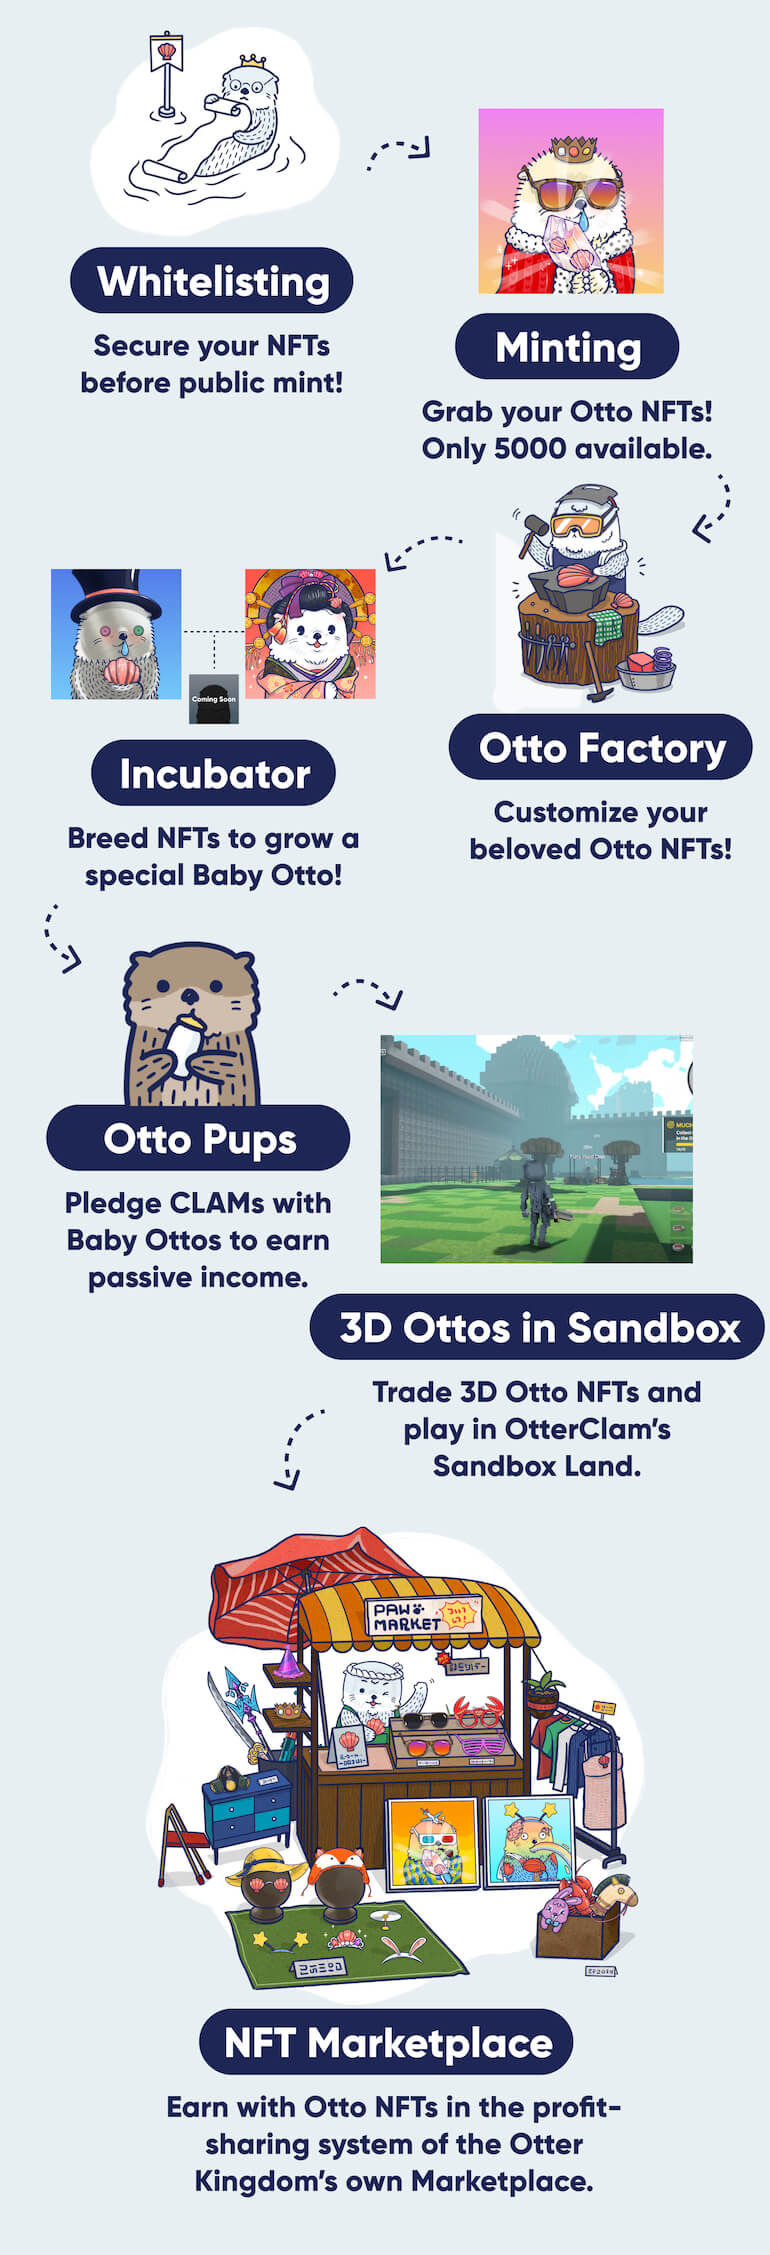 Whitelisting
Secure your NFTs
before public mint!
Minting
Grab your Otto NFTs!
Only 5000 available.
Otto Factory
Customize your
beloved Otto NFTs!
Coming Soon
Incubator
Breed NFTs to grow a
special Baby Otto!
Otto Pups
Pledge CLAMs with
Baby Ottos to earn
passive income.
3D Ottos in Sandbox
Trade 3D Otto NFTs and
play in OtterClam's
Sandbox Land.
PAW
MARKET
NFT Marketplace
Earn with Otto NFTs in the profit-
sharing system of the Otter
Kingdom's own Marketplace.